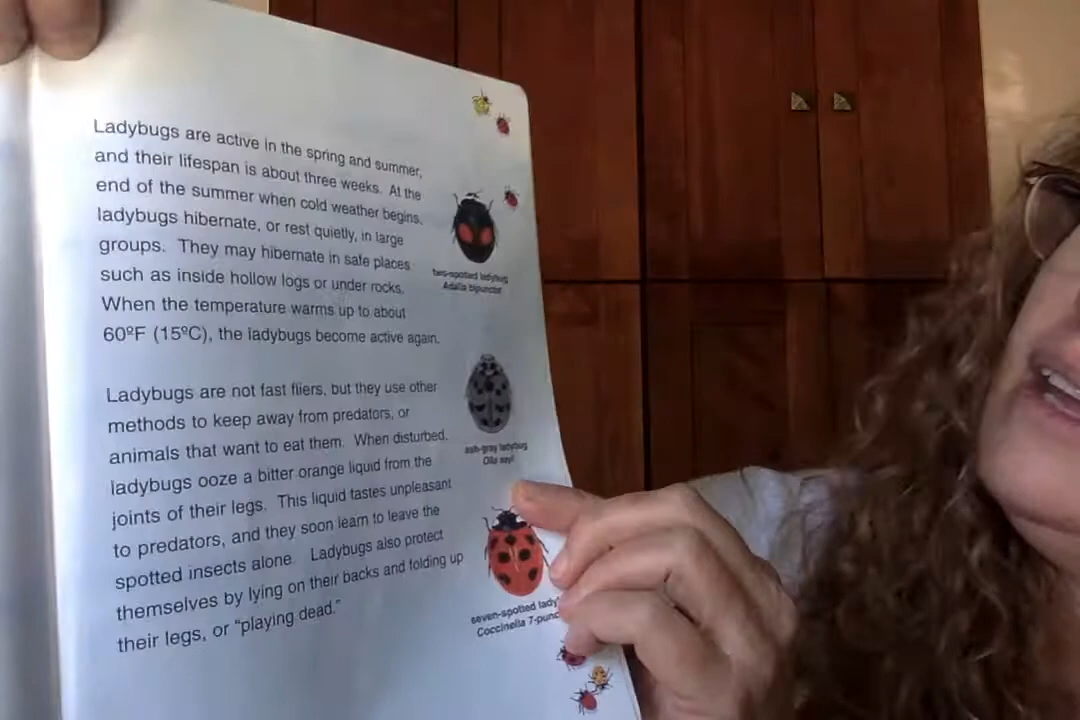 Ladybugs are active in the spring and summer,
and their lifespan is about three weeks. At the
end of the summer when cold weather begins,
ladybugs hibernate, or rest quietly, in large
groups. They may hibernate in safe places
such as inside hollow logs or under rocks.
When the temperature warms up to about
60ºF (15ºC), the ladybugs become active again.
two-spotted ladybug
Adalia
Ladybugs are not fast fliers, but they use other
methods to keep away from predators, or
animals that want to eat them. When disturbed,
ladybugs ooze a bitter orange liquid from the
joints of their legs. This liquid tastes unpleasant
to predators, and they soon learn to leave the
spotted insects alone. Ladybugs also protect
themselves by lying on their backs and folding up
their legs, or “playing dead.”
ash-gray ladybug
Olla
seven-spotted
Coccinella